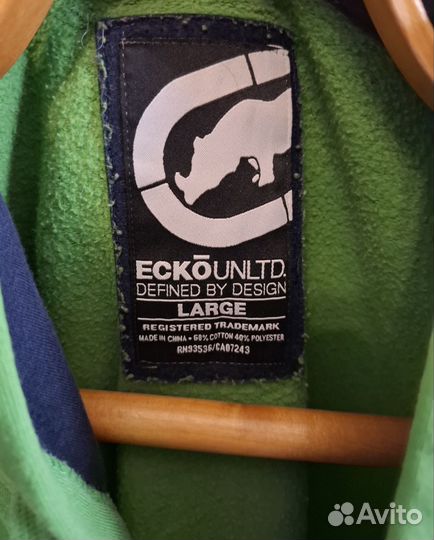 ECKŌUNLTD.
DEFINED BY DESIGN
LARGE
REGISTERED TRADEMARK
MADE IN CHINA • 60% COTTON 40% POLYESTER
RN93536/CA07243
Avito